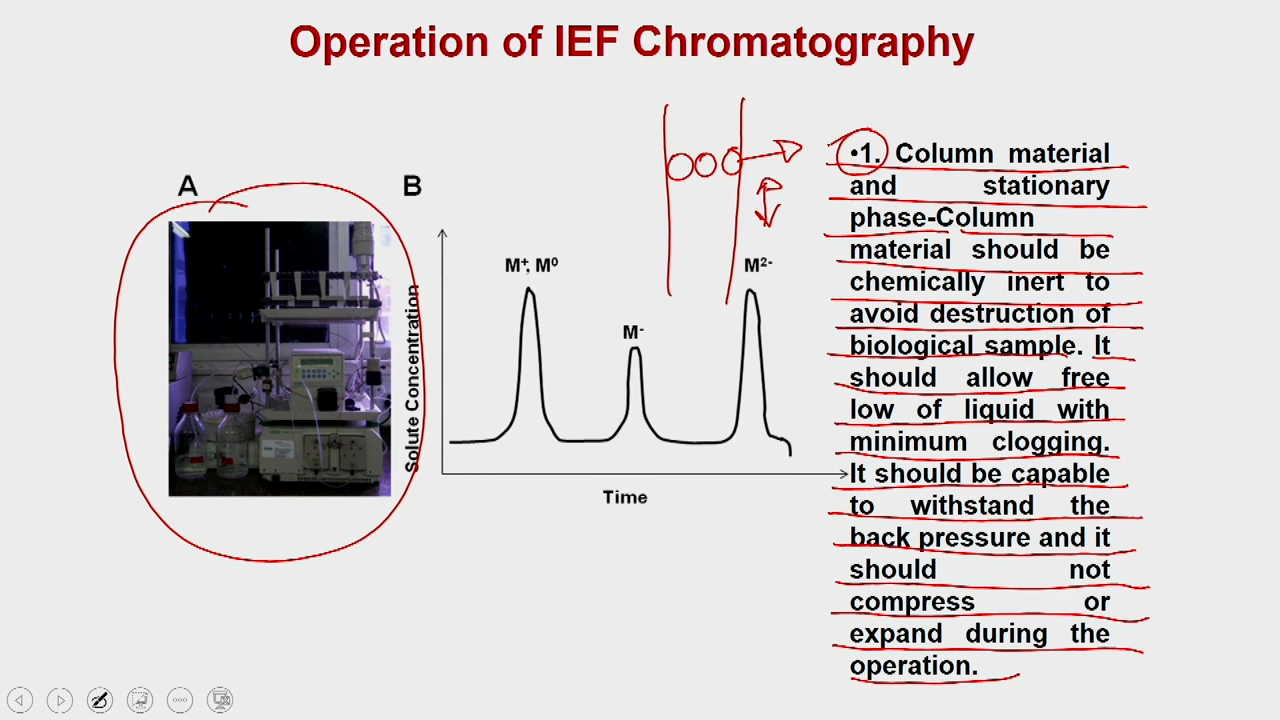 Operation of IEF Chromatography
A
B
M+, M0
M-
M2-
Solute Concentration
Time
•1. Column material
and stationary
phase-Column
material should be
chemically inert to
avoid destruction of
biological sample. It
should allow free
low of liquid with
minimum clogging.
It should be capable
to withstand the
back pressure and it
should not
compress or
expand during the
operation.